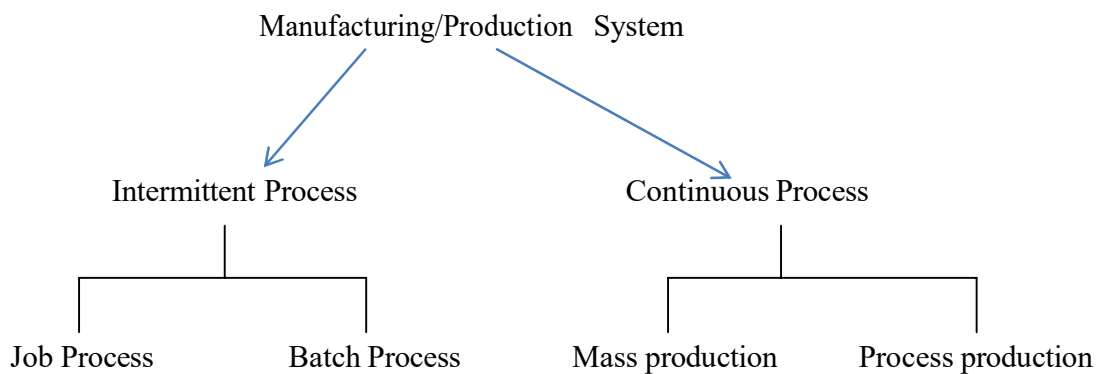 Manufacturing/Production System
Intermittent Process
Continuous Process
Job Process
Batch Process
Mass production
Process production